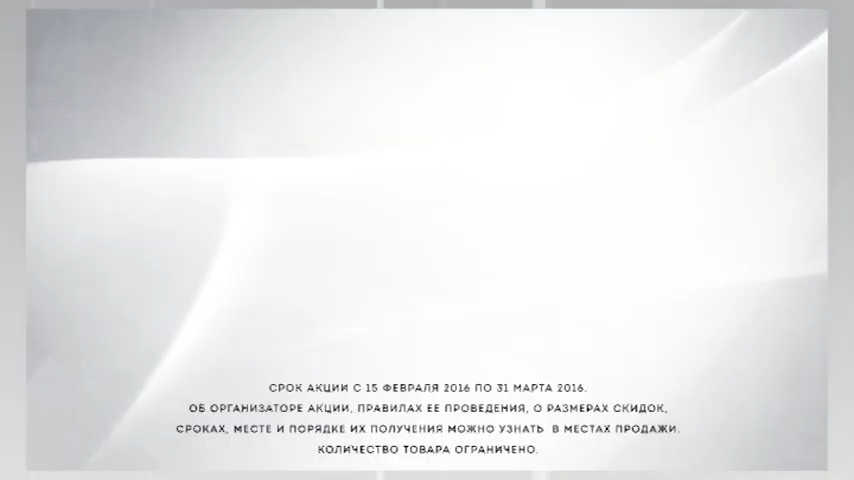 СРОК АКЦИИ С 15 ФЕВРАЛЯ 2016 ПО 31 МАРТА 2016.
ОБ ОРГАНИЗАТОРЕ АКЦИИ, ПРАВИЛАХ ЕЕ ПРОВЕДЕНИЯ, О РАЗМЕРАХ СКИДОК,
СРОКАХ, МЕСТЕ И ПОРЯДКЕ ИХ ПОЛУЧЕНИЯ МОЖНО УЗНАТЬ В МЕСТАХ ПРОДАЖИ.
КОЛИЧЕСТВО ТОВАРА ОГРАНИЧЕНО.